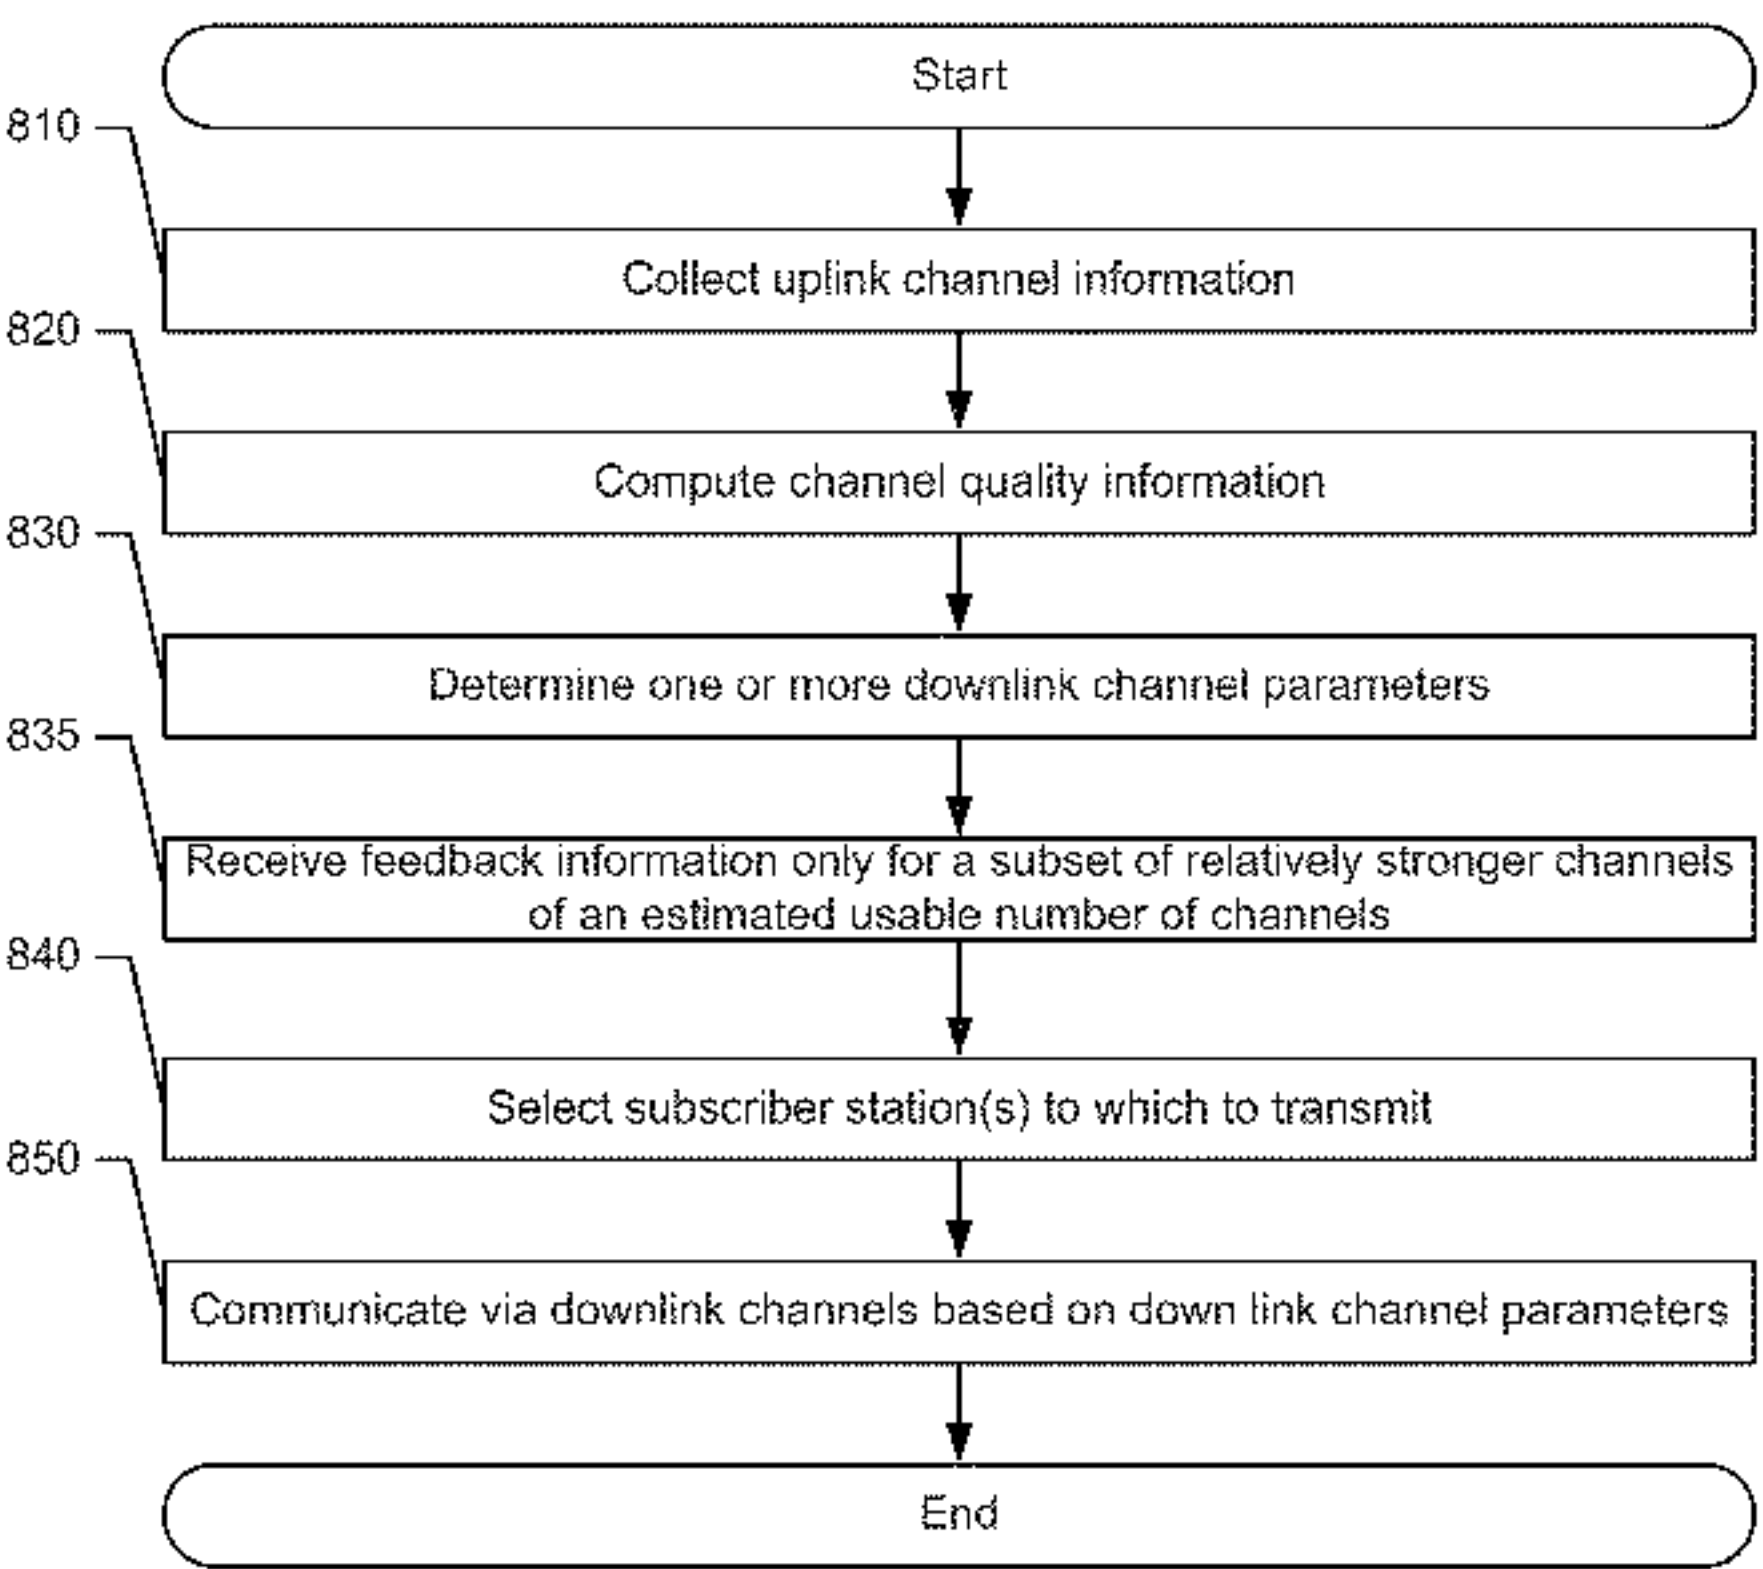 Start
810
Collect uplink channel information
820
Compute channel quality information
830
Determine one or more downlink channel parameters
835
Receive feedback information only for a subset of relatively stronger channels
of an estimated usable number of channels
840
Select subscriber station(s) to which to transmit
850
Communicate via downlink channels based on down link channel parameters
End